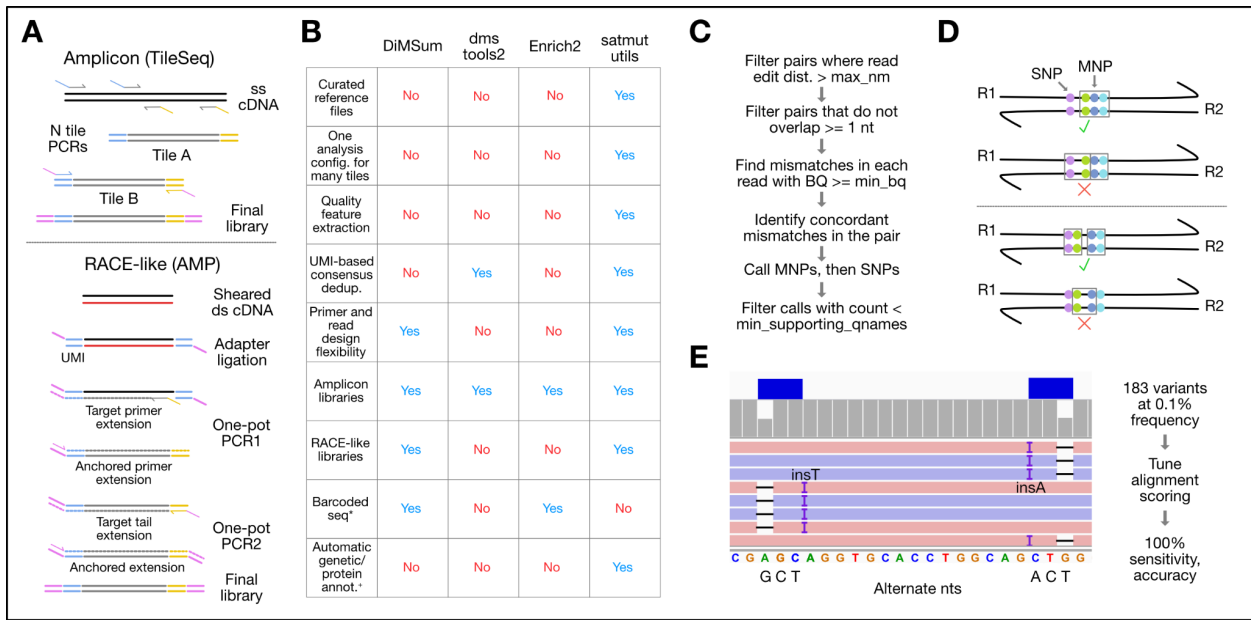 A
Amplicon (TileSeq)
ss
cDNA
N tile
PCRs
Tile A
Tile B
Final
library
RACE-like (AMP)
Sheared
ds cDNA
Adapter
ligation
UMI
Target primer
extension
One-pot
PCR1
Anchored primer
extension
Target tail
extension
One-pot
PCR2
Anchored extension
Final
library
B
DiMSum
dms
tools2
Enrich2
satmut
utils
Curated
reference
files
No
No
No
Yes
One
analysis
config. for
many tiles
No
No
No
Yes
Quality
feature
extraction
No
No
No
Yes
UMI-based
consensus
dedup.
No
Yes
No
Yes
Primer and
read design
flexibility
Yes
No
No
Yes
Amplicon
libraries
Yes
Yes
Yes
Yes
RACE-like
libraries
Yes
No
No
Yes
Barcoded
seq*
Yes
No
Yes
No
Automatic
genetic/
protein
annot.+
No
No
No
Yes
C
Filter pairs where read
edit dist. > max_nm
Filter pairs that do not
overlap >= 1 nt
Find mismatches in each
read with BQ >= min_bq
Identify concordant
mismatches in the pair
Call MNPs, then SNPs
Filter calls with count <
min_supporting_qnames
D
SNP
MNP
R1
R2
R1
R2
R1
R2
R1
R2
E
insT
insA
C G A G C A G G T G C A C C T G G C A G C T G G
G C T
A C T
Alternate nts
183 variants
at 0.1%
frequency
Tune
alignment
scoring
100%
sensitivity,
accuracy